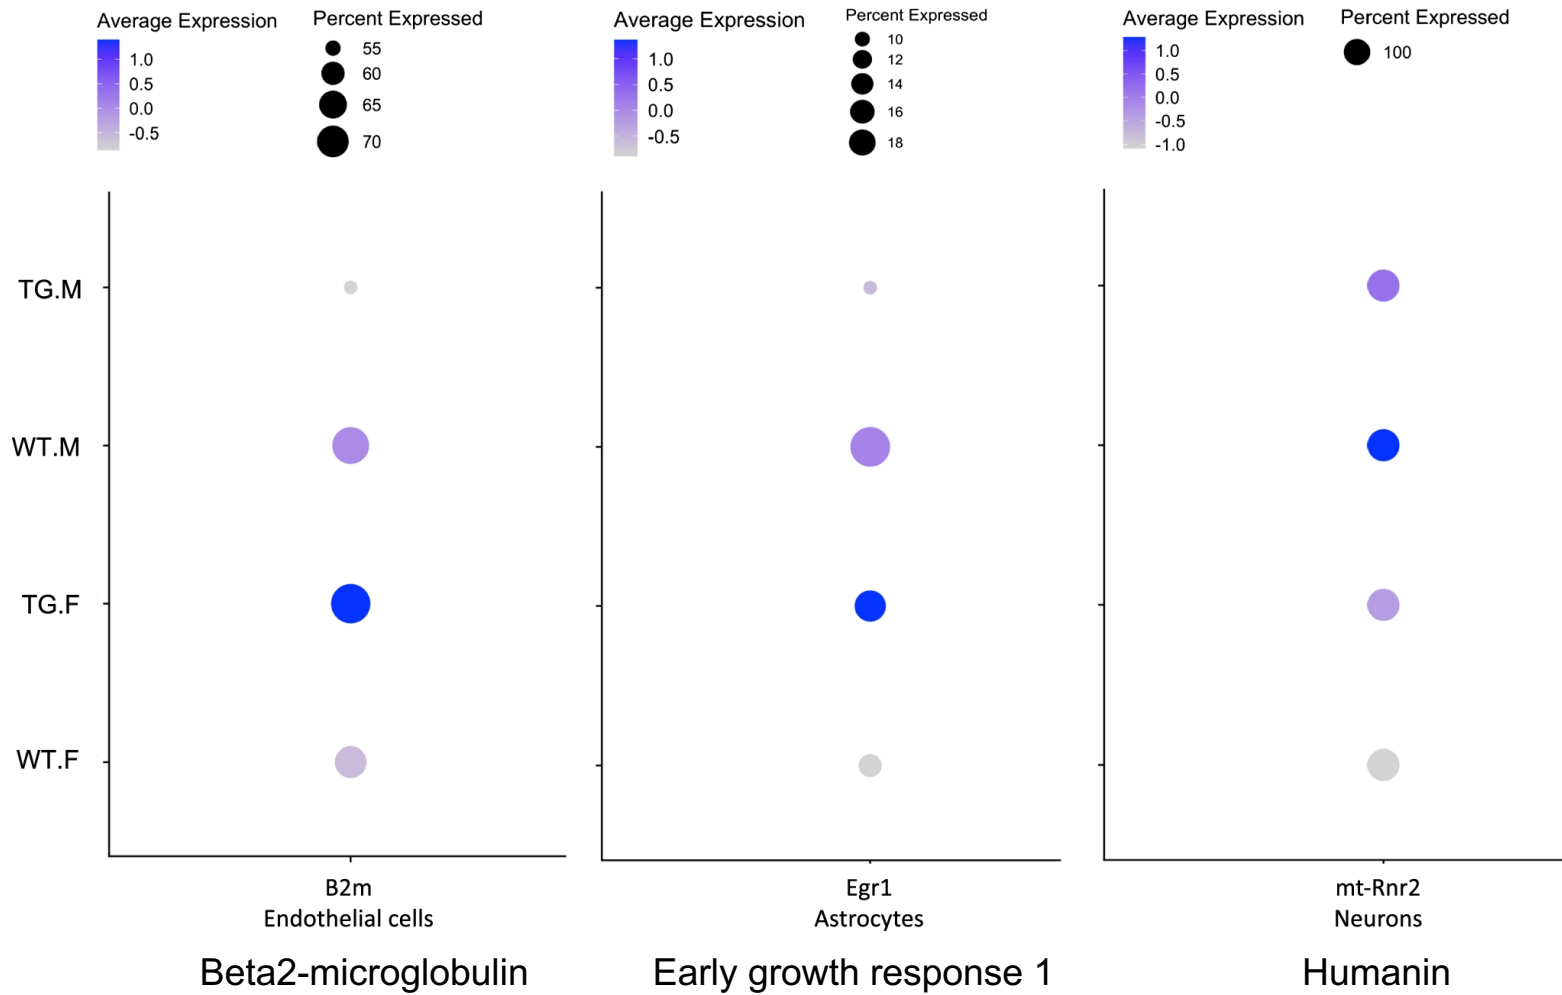 Average Expression
1.0
0.5
0.0
-0.5
Percent Expressed
55
60
65
70
Average Expression
1.0
0.5
0.0
-0.5
Percent Expressed
10
12
14
16
18
Average Expression
1.0
0.5
0.0
-0.5
-1.0
Percent Expressed
100
TG.M
WT.M
TG.F
WT.F
B2m
Endothelial cells
Beta2-microglobulin
Egr1
Astrocytes
Early growth response 1
mt-Rnr2
Neurons
Humanin